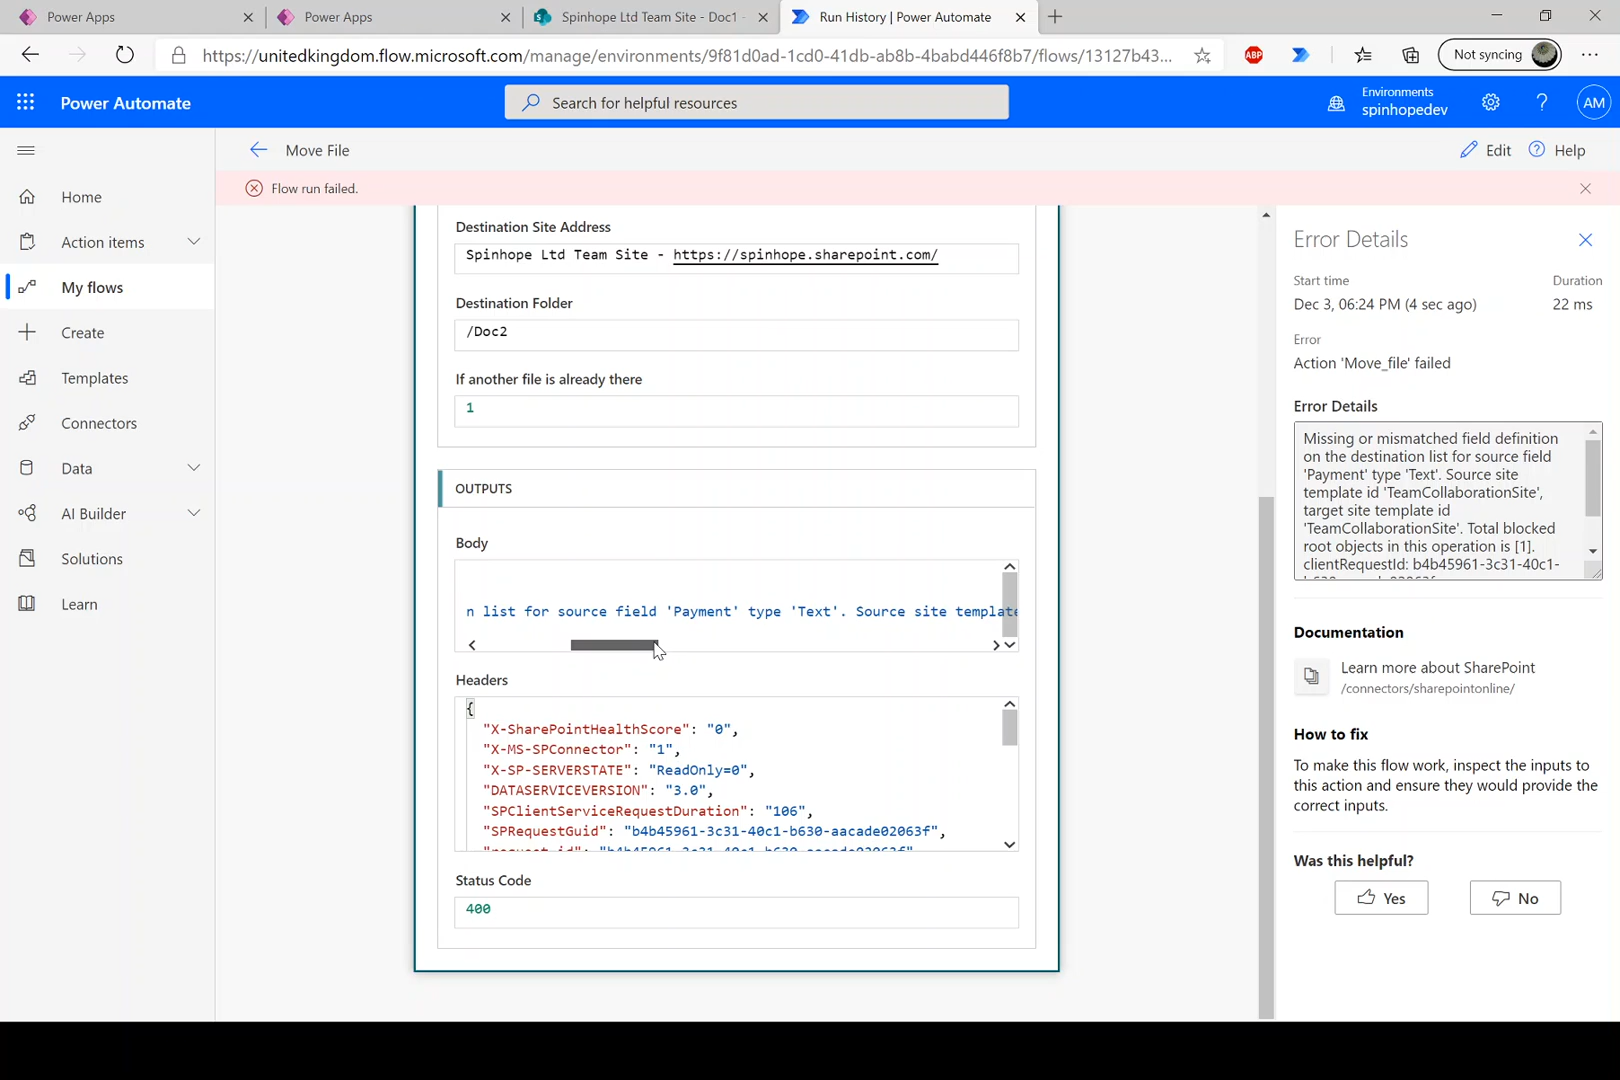 Power Apps
Power Apps
Spinhope Ltd Team Site - Doc1 -
Run History | Power Automate
https://unitedkingdom.flow.microsoft.com/manage/environments/9f81d0ad-1cd0-41db-ab8b-4babd446f8b7/flows/13127b43...
ABP
Not syncing
Power Automate
Search for helpful resources
Environments
spinhopedev
AM
Move File
Edit
Help
Flow run failed.
Home
Action items
My flows
Create
Templates
Connectors
Data
AI Builder
Solutions
Learn
Destination Site Address
Spinhope Ltd Team Site - https://spinhope.sharepoint.com/
Destination Folder
/Doc2
If another file is already there
1
OUTPUTS
Body
n list for source field 'Payment' type 'Text'. Source site template
Headers
{
"X-SharePointHealthScore": "0",
"X-MS-SPConnector": "1",
"X-SP-SERVERSTATE": "ReadOnly=0",
"DATASERVICEVERSION": "3.0",
"SPClientServiceRequestDuration": "106",
"SPRequestGuid": "b4b45961-3c31-40c1-b630-aacade02063f",
"request-id": "b4b45961-3c31-40c1-b630-aacade02063f"
Status Code
400
Error Details
Start time
Duration
Dec 3, 06:24 PM (4 sec ago)
22 ms
Error
Action 'Move_file' failed
Error Details
Missing or mismatched field definition
on the destination list for source field
'Payment' type 'Text'. Source site
template id 'TeamCollaborationSite',
target site template id
'TeamCollaborationSite'. Total blocked
root objects in this operation is [1].
clientRequestId: b4b45961-3c31-40c1-
Documentation
Learn more about SharePoint
/connectors/sharepointonline/
How to fix
To make this flow work, inspect the inputs to
this action and ensure they would provide the
correct inputs.
Was this helpful?
Yes
No